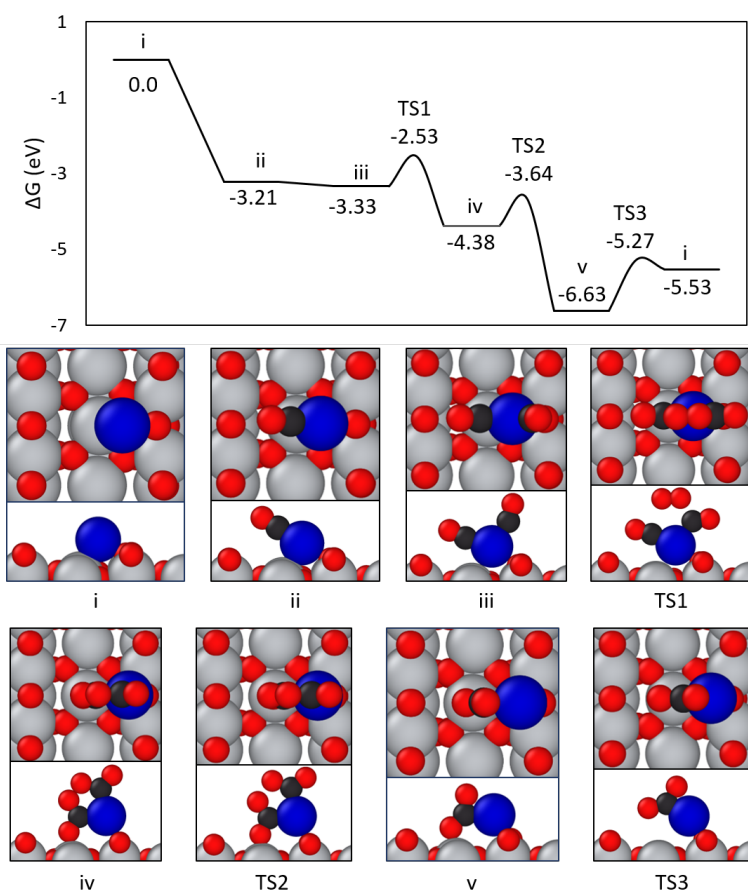 1
-1
-3
-5
-7
ΔG (eV)
i
0.0
ii
-3.21
iii
-3.33
TS1
-2.53
iv
-4.38
TS2
-3.64
v
-6.63
TS3
-5.27
i
-5.53
i
ii
iii
TS1
iv
TS2
v
TS3